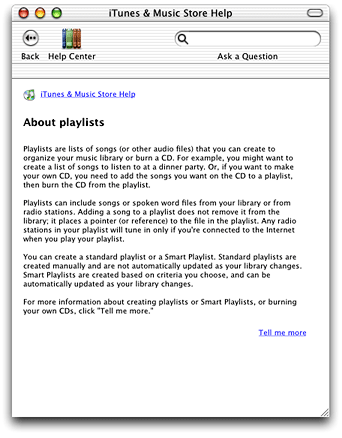 iTunes & Music Store Help
Back Help Center Ask a Question
iTunes & Music Store Help
About playlists
Playlists are lists of songs (or other audio files) that you can create to
organize your music library or burn a CD. For example, you might want to
create a list of songs to listen to at a dinner party. Or, if you want to make
your own CD, you need to add the songs you want on the CD to a playlist,
then burn the CD from the playlist.
Playlists can include songs or spoken word files from your library or from
radio stations. Adding a song to a playlist does not remove it from the
library; it places a pointer (or reference) to the file in the playlist. Any radio
stations in your playlist will tune in only if you're connected to the Internet
when you play your playlist.
You can create a standard playlist or a Smart Playlist. Standard playlists are
created manually and are not automatically updated as your library changes.
Smart Playlists are created based on criteria you choose, and can be
automatically updated as your library changes.
For more information about creating playlists or Smart Playlists, or burning
your own CDs, click "Tell me more."
Tell me more